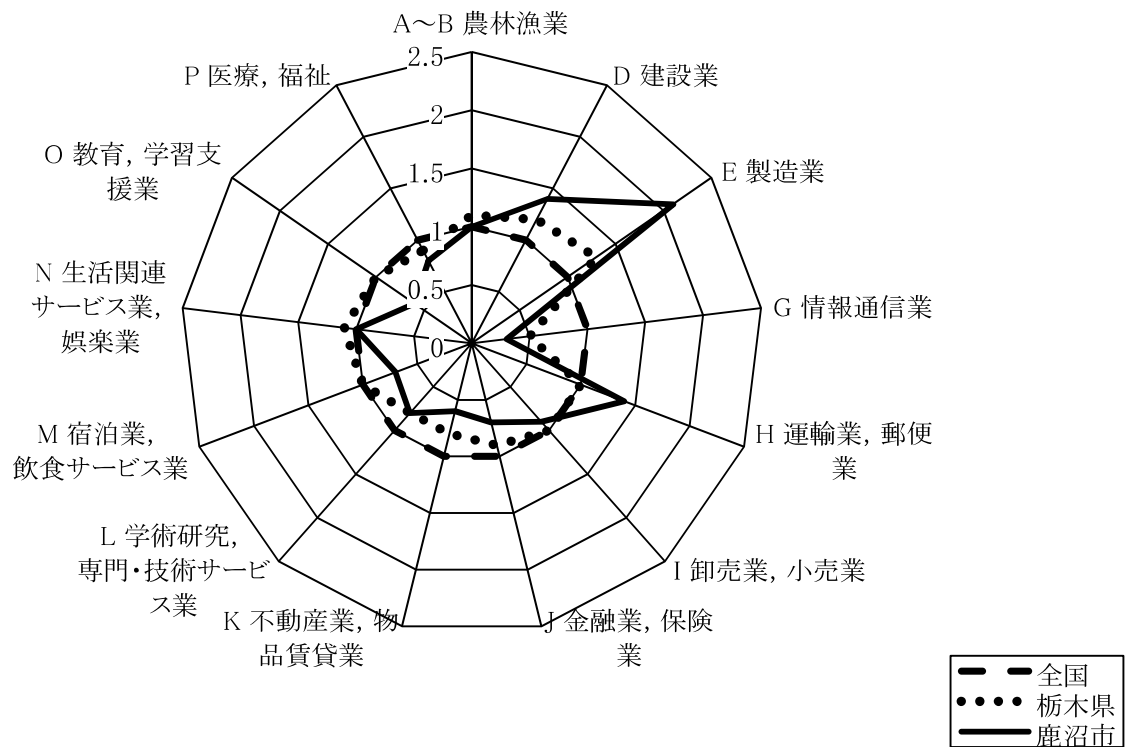 A～B 農林漁業
2.5
2
1.5
1
0.5
0
D 建設業
E 製造業
G 情報通信業
H 運輸業, 郵便
業
I 卸売業, 小売業
J 金融業, 保険
業
K 不動産業, 物
品賃貸業
L 学術研究,
専門・技術サービ
ス業
M 宿泊業,
飲食サービス業
N 生活関連
サービス業,
娯楽業
O 教育, 学習支
援業
P 医療, 福祉
全国
栃木県
鹿沼市